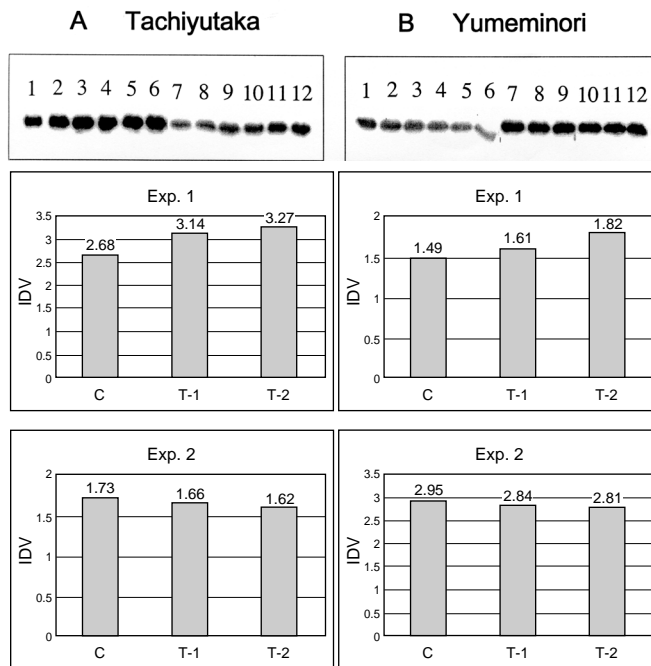 A Tachiyutaka
1 2 3 4 5 6 7 8 9 10 11 12
Exp. 1
3.5
3
2.5
2
1.5
1
0.5
0
IDV
2.68
3.14
3.27
C T-1 T-2
Exp. 2
2
1.5
1
0.5
0
IDV
1.73
1.66
1.62
C T-1 T-2
B Yumeminori
1 2 3 4 5 6 7 8 9 10 11 12
Exp. 1
2
1.5
1
0.5
0
IDV
1.49
1.61
1.82
C T-1 T-2
Exp. 2
3.5
3
2.5
2
1.5
1
0.5
0
IDV
2.95
2.84
2.81
C T-1 T-2